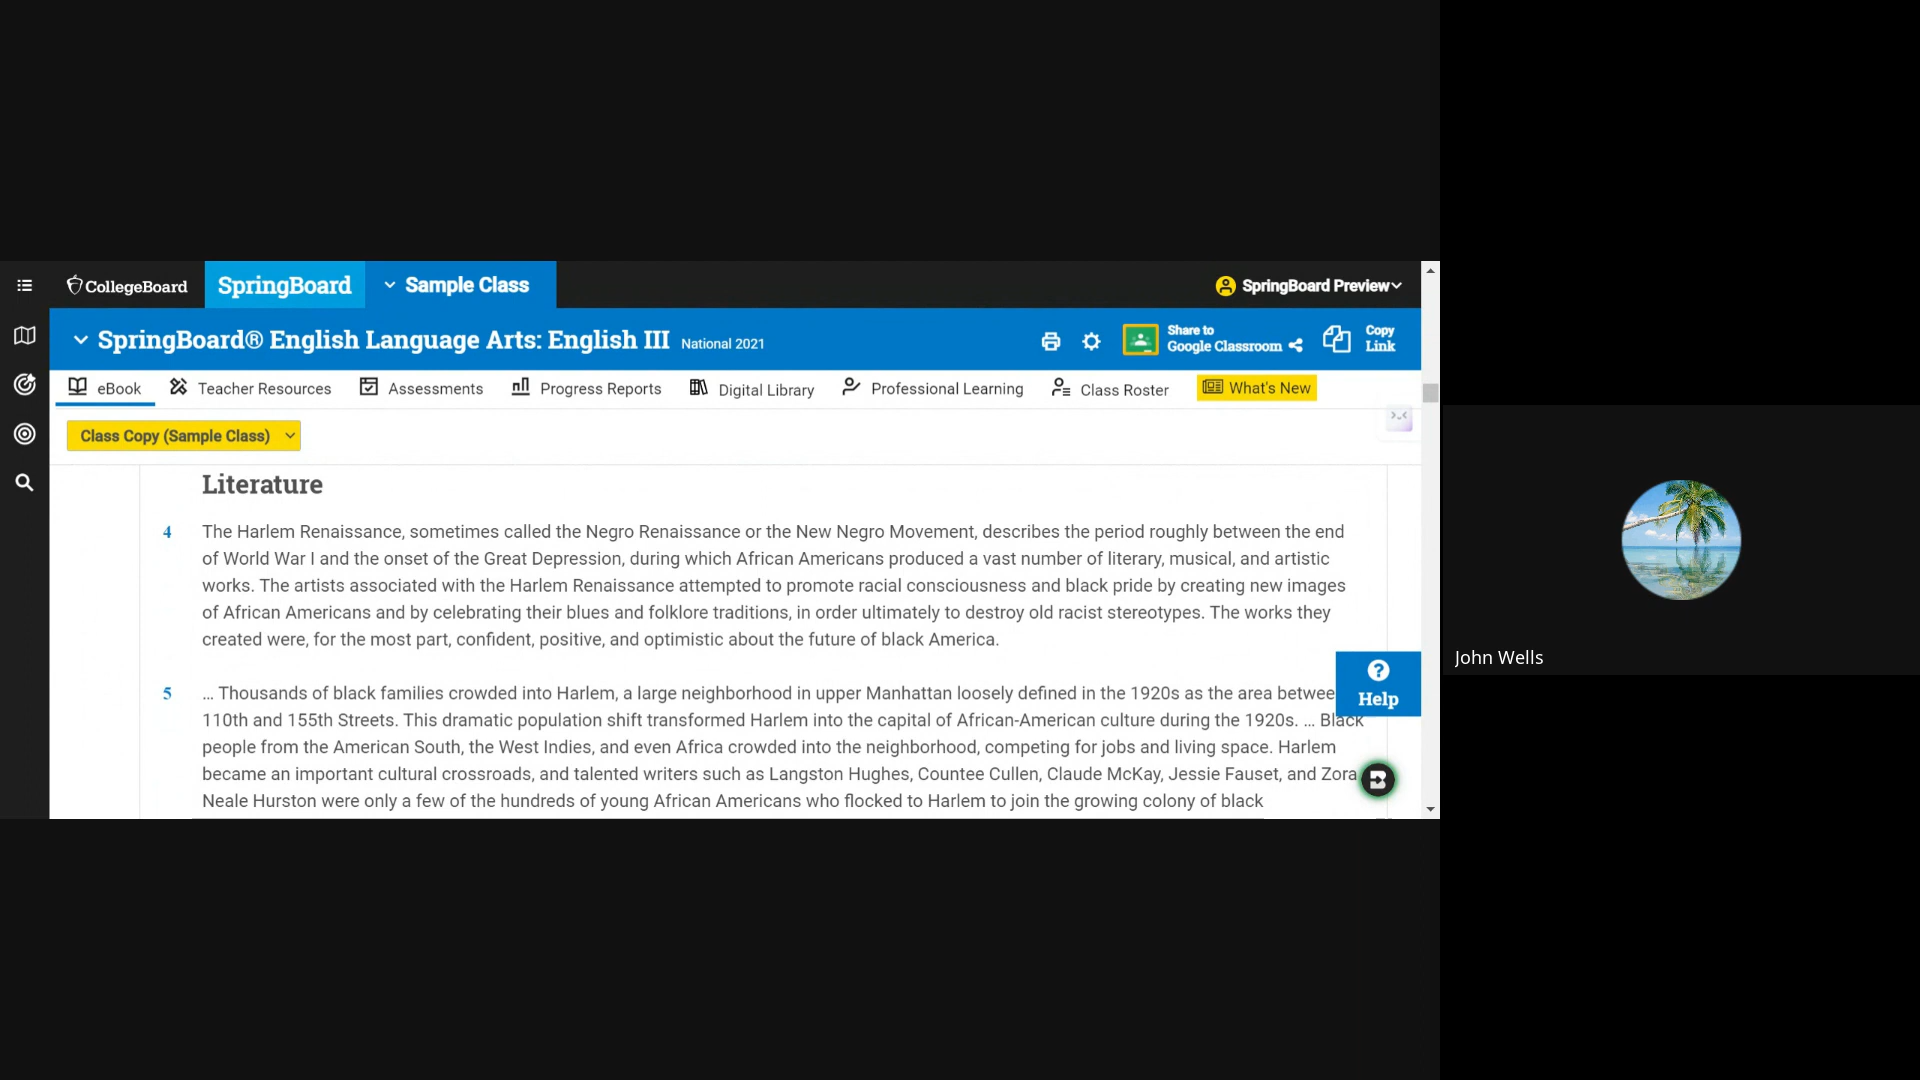 CollegeBoard
SpringBoard
Sample Class
SpringBoard Preview
SpringBoard® English Language Arts: English III National 2021
Share to
Google Classroom
Copy
Link
eBook
Teacher Resources
Assessments
Progress Reports
Digital Library
Professional Learning
Class Roster
What's New
Class Copy (Sample Class)
Literature
4 The Harlem Renaissance, sometimes called the Negro Renaissance or the New Negro Movement, describes the period roughly between the end
of World War I and the onset of the Great Depression, during which African Americans produced a vast number of literary, musical, and artistic
works. The artists associated with the Harlem Renaissance attempted to promote racial consciousness and black pride by creating new images
of African Americans and by celebrating their blues and folklore traditions, in order ultimately to destroy old racist stereotypes. The works they
created were, for the most part, confident, positive, and optimistic about the future of black America.
5 ... Thousands of black families crowded into Harlem, a large neighborhood in upper Manhattan loosely defined in the 1920s as the area betwee
110th and 155th Streets. This dramatic population shift transformed Harlem into the capital of African-American culture during the 1920s. ... Black
people from the American South, the West Indies, and even Africa crowded into the neighborhood, competing for jobs and living space. Harlem
became an important cultural crossroads, and talented writers such as Langston Hughes, Countee Cullen, Claude McKay, Jessie Fauset, and Zora
Neale Hurston were only a few of the hundreds of young African Americans who flocked to Harlem to join the growing colony of black
Help
John Wells